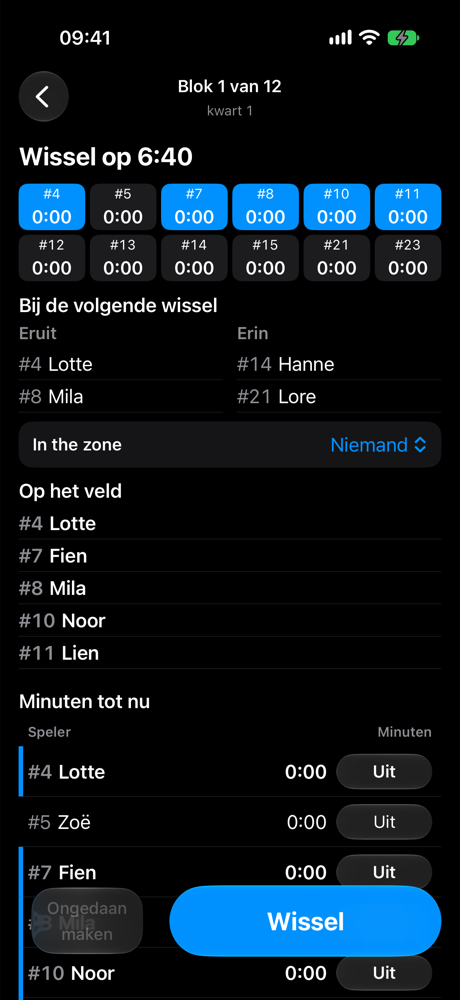 09:41
Blok 1 van 12
kwart 1
Wissel op 6:40
#4 #5 #7 #8 #10 #11
0:00 0:00 0:00 0:00 0:00 0:00
#12 #13 #14 #15 #21 #23
0:00 0:00 0:00 0:00 0:00 0:00
Bij de volgende wissel
Eruit Erin
#4 Lotte #14 Hanne
#8 Mila #21 Lore
In the zone Niemand
Op het veld
#4 Lotte
#7 Fien
#8 Mila
#10 Noor
#11 Lien
Minuten tot nu
Speler Minuten
#4 Lotte 0:00 Uit
#5 Zoë 0:00 Uit
#7 Fien 0:00 Uit
#8 Mila
Ongedaan maken
Wissel
#10 Noor 0:00 Uit